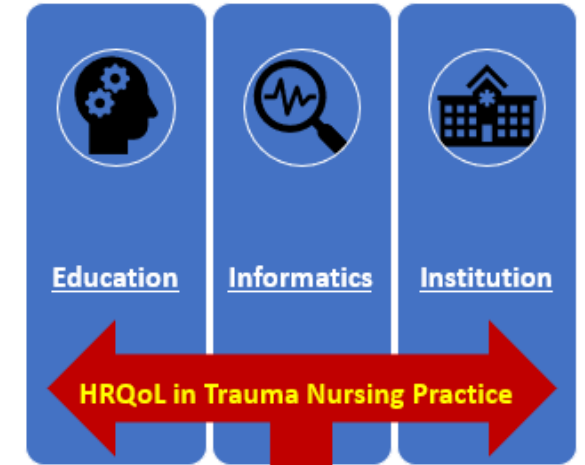 Education
Informatics
Institution
HRQoL in Trauma Nursing Practice